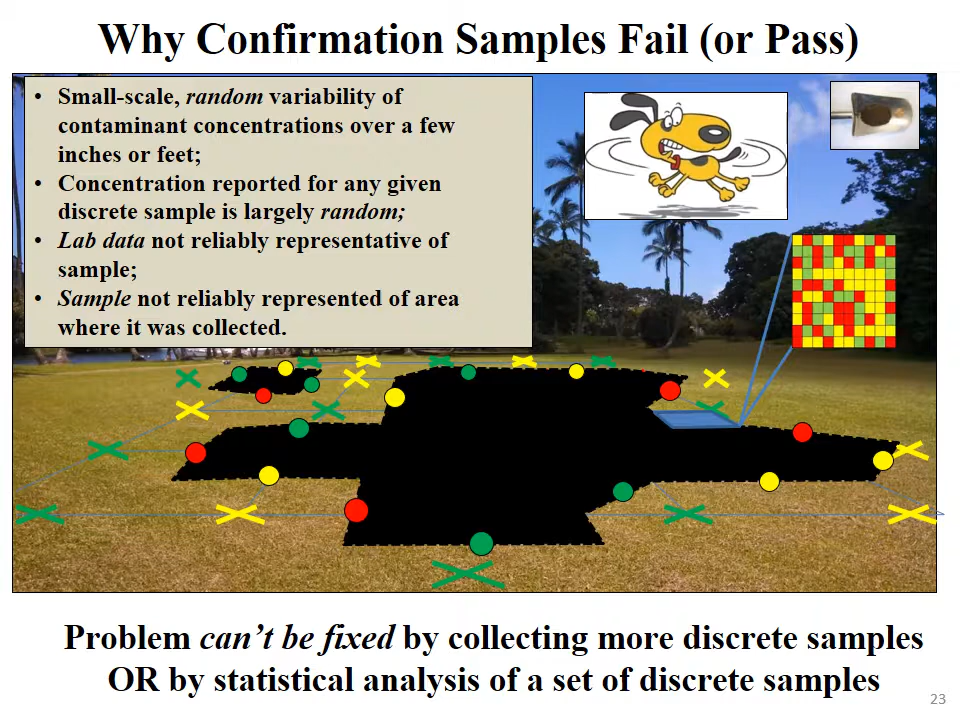 Why Confirmation Samples Fail (or Pass)
• Small-scale, random variability of
contaminant concentrations over a few
inches or feet;
• Concentration reported for any given
discrete sample is largely random;
• Lab data not reliably representative of
sample;
• Sample not reliably represented of area
where it was collected.
Problem can’t be fixed by collecting more discrete samples
OR by statistical analysis of a set of discrete samples
23